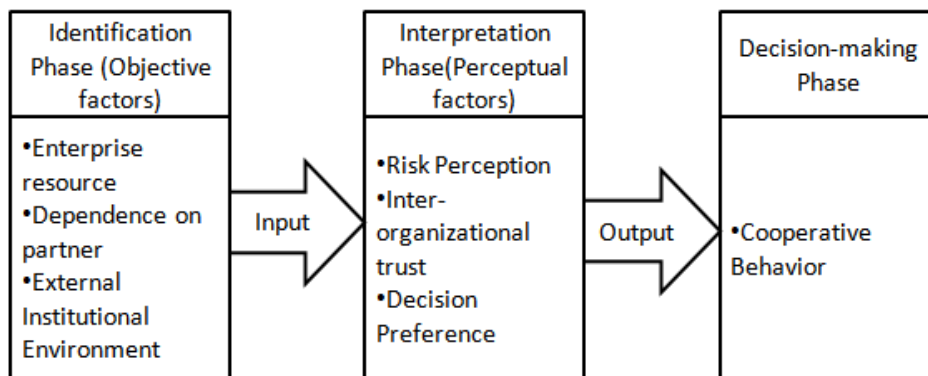 Identification
Phase (Objective
factors)
•Enterprise
resource
•Dependence on
partner
•External
Institutional
Environment
Input
Interpretation
Phase(Perceptual
factors)
•Risk Perception
•Inter-
organizational
trust
•Decision
Preference
Output
Decision-making
Phase
•Cooperative
Behavior